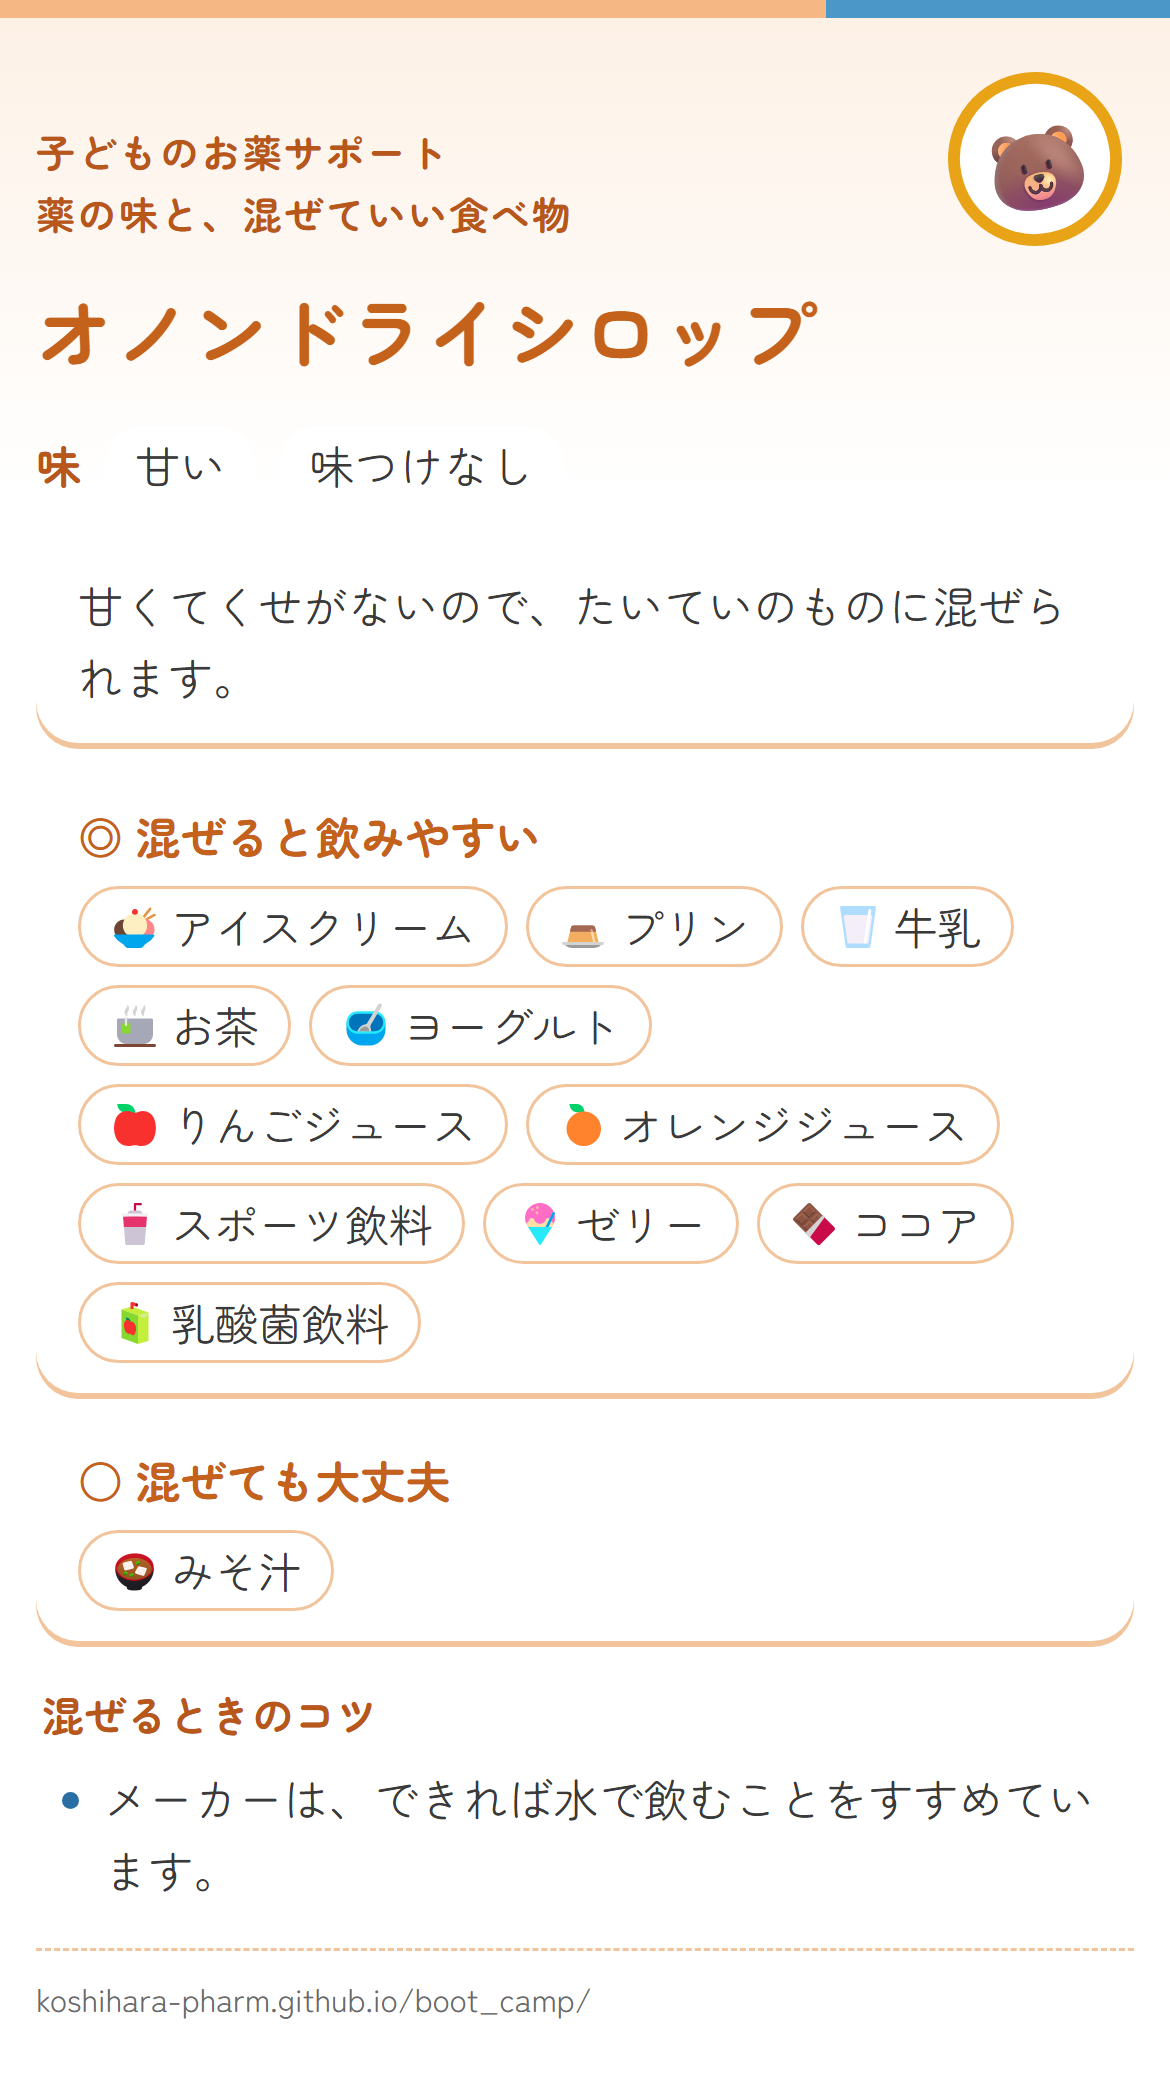 子どものお薬サポート
薬の味と、混ぜていい食べ物
オノンドライシロップ
味 甘い 味つけなし
甘くてくせがないので、たいていのものに混ぜら
れます。
◎ 混ぜると飲みやすい
アイスクリーム プリン 牛乳
お茶 ヨーグルト
りんごジュース オレンジジュース
スポーツ飲料 ゼリー ココア
乳酸菌飲料
○ 混ぜても大丈夫
みそ汁
混ぜるときのコツ
• メーカーは、できれば水で飲むことをすすめてい
ます。
koshihara-pharm.github.io/boot_camp/